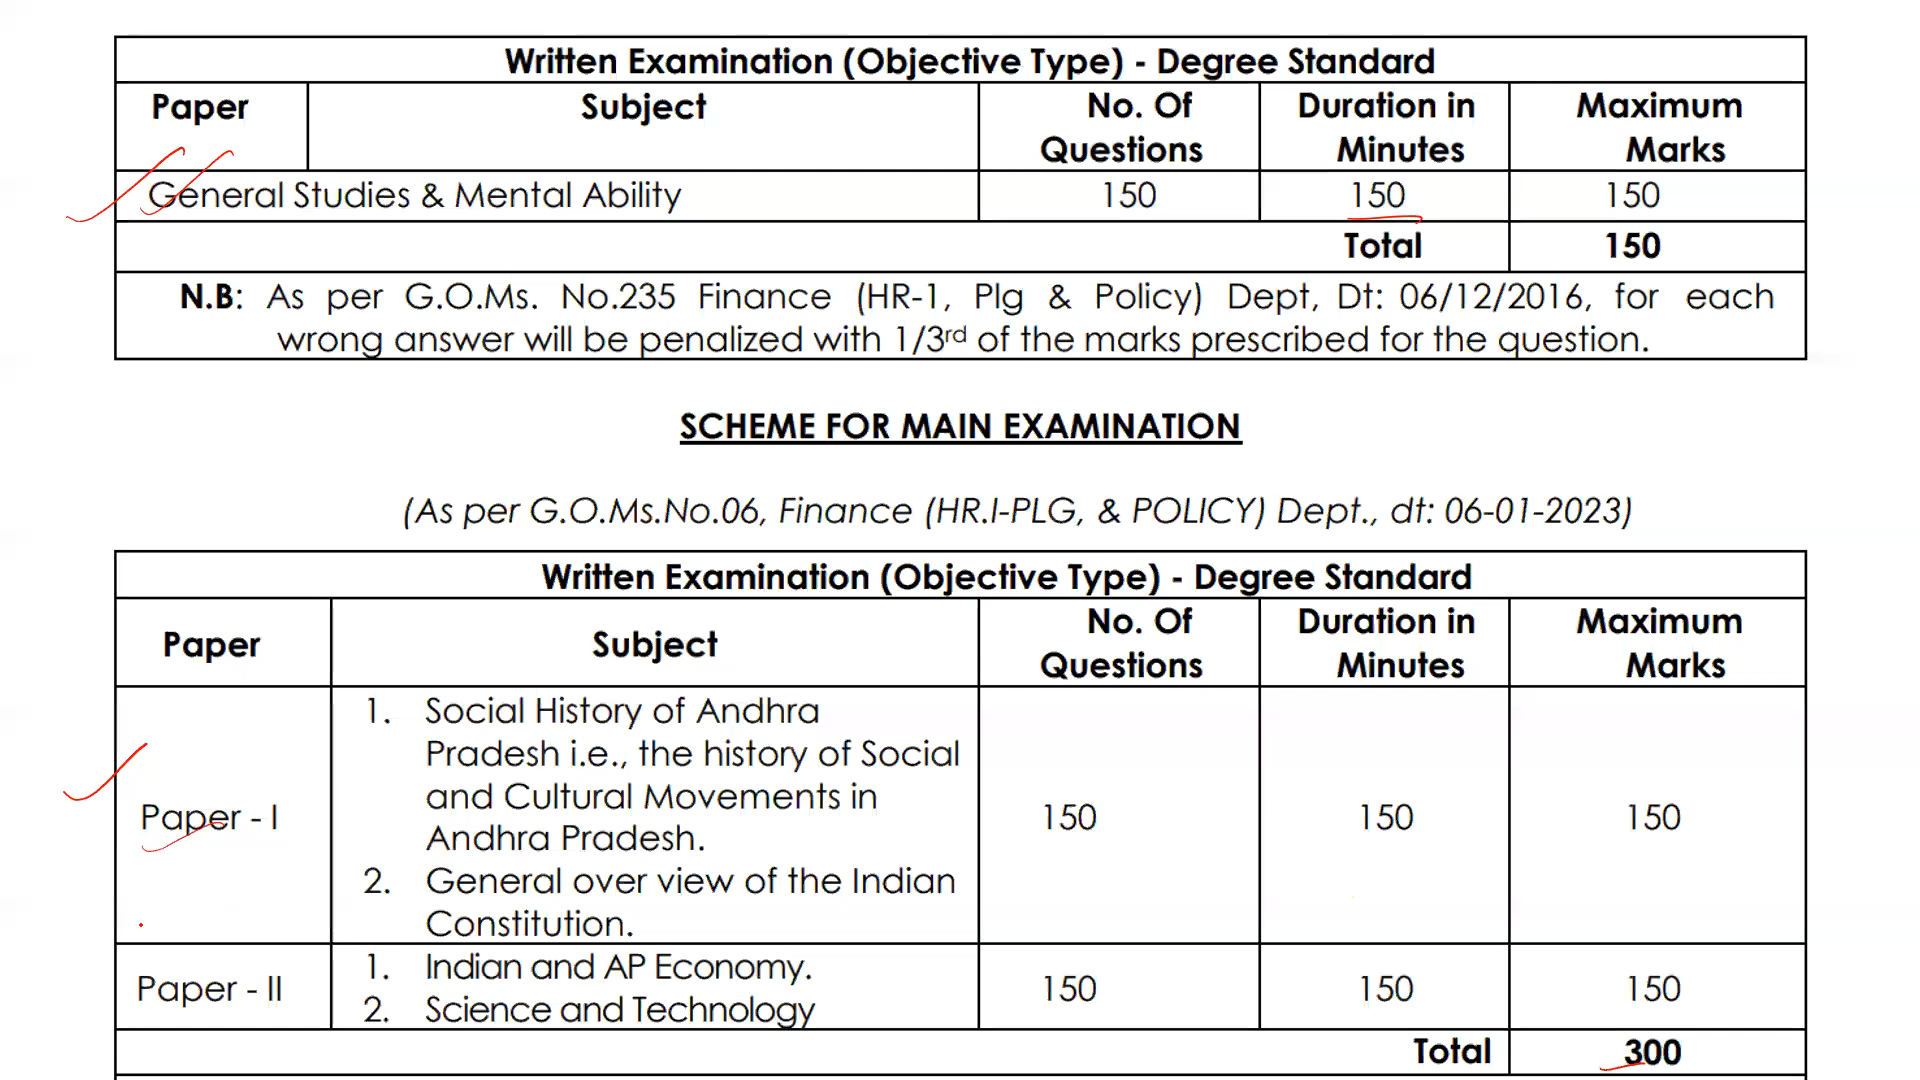 Written Examination (Objective Type) - Degree Standard
Paper Subject No. Of Questions Duration in Minutes Maximum Marks
General Studies & Mental Ability 150 150 150
Total 150
N.B: As per G.O.Ms. No.235 Finance (HR-1, Plg & Policy) Dept, Dt: 06/12/2016, for each
wrong answer will be penalized with 1/3rd of the marks prescribed for the question.
SCHEME FOR MAIN EXAMINATION
(As per G.O.Ms.No.06, Finance (HR.I-PLG, & POLICY) Dept., dt: 06-01-2023)
Written Examination (Objective Type) - Degree Standard
Paper Subject No. Of Questions Duration in Minutes Maximum Marks
Paper - I
1. Social History of Andhra
Pradesh i.e., the history of Social
and Cultural Movements in
Andhra Pradesh.
2. General over view of the Indian
Constitution.
150 150 150
Paper - II
1. Indian and AP Economy.
2. Science and Technology
150 150 150
Total 300